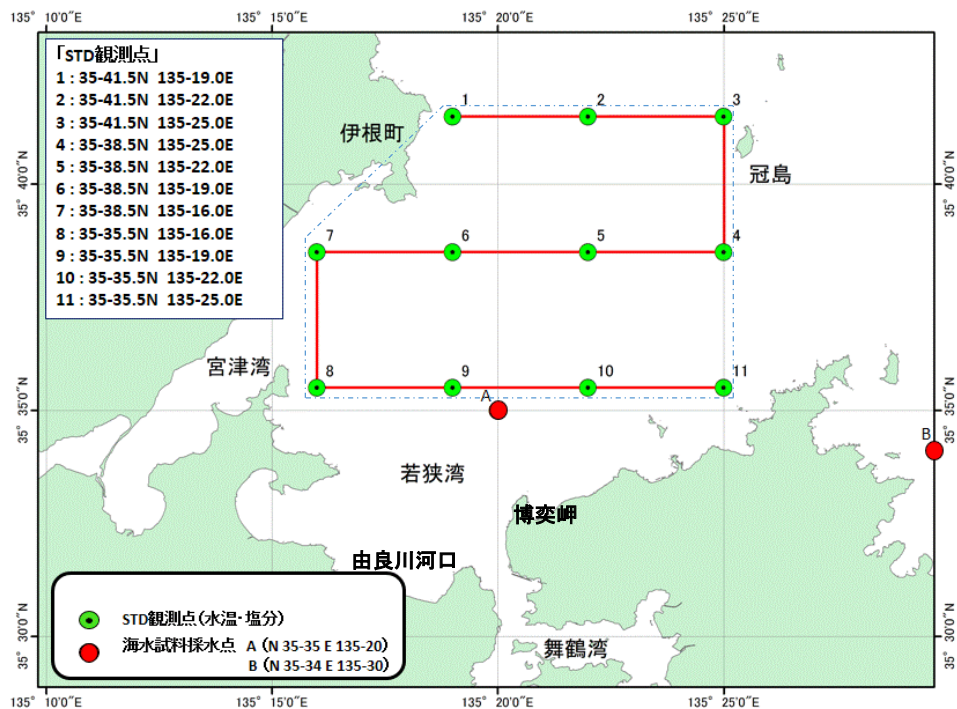 135° 10'0"E
135° 15'0"E
135° 20'0"E
135° 25'0"E
「STD観測点」
1 : 35-41.5N 135-19.0E
2 : 35-41.5N 135-22.0E
3 : 35-41.5N 135-25.0E
4 : 35-38.5N 135-25.0E
5 : 35-38.5N 135-22.0E
6 : 35-38.5N 135-19.0E
7 : 35-38.5N 135-16.0E
8 : 35-35.5N 135-16.0E
9 : 35-35.5N 135-19.0E
10 : 35-35.5N 135-22.0E
11 : 35-35.5N 135-25.0E
1
2
3
伊根町
冠島
35° 40'0"N
35° 40'0"N
7
6
5
4
宮津湾
8
9
10
11
A
35° 35'0"N
35° 35'0"N
B
若狭湾
博奕岬
由良川河口
STD観測点(水温・塩分)
海水試料採水点 A (N 35-35 E 135-20)
B (N 35-34 E 135-30)
舞鶴湾
35° 30'0"N
35° 30'0"N
135° 10'0"E
135° 15'0"E
135° 20'0"E
135° 25'0"E